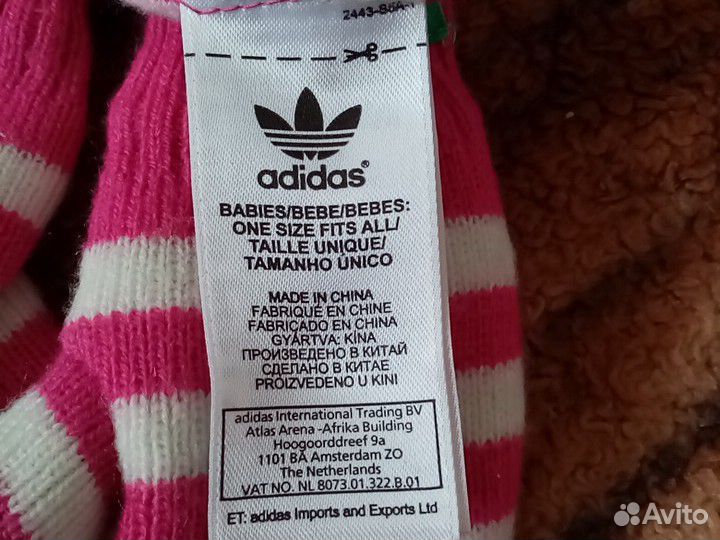 adidas®
BABIES/BEBE/BEBES:
ONE SIZE FITS ALL/
TAILLE UNIQUE/
TAMANHO ÚNICO
MADE IN CHINA
FABRIQUÉ EN CHINE
FABRICADO EN CHINA
GYÁRTVA: KÍNA
ПРОИЗВЕДЕНО В КИТАЙ
СДЕЛАНО В КИТАЕ
PROIZVEDENO U KINI
adidas International Trading BV
Atlas Arena -Afrika Building
Hoogoorddreef 9a
1101 BA Amsterdam ZO
The Netherlands
VAT NO. NL 8073.01.322.B.01
ET: adidas Imports and Exports Ltd
Avito